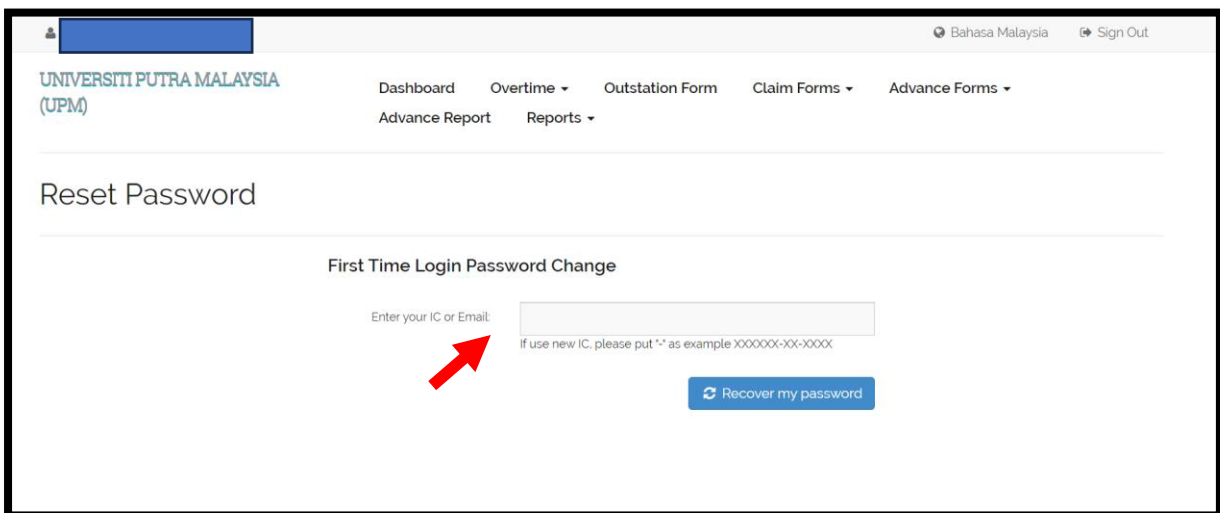 Bahasa Malaysia Sign Out
UNIVERSITI PUTRA MALAYSIA
(UPM)
Dashboard Overtime Outstation Form Claim Forms Advance Forms
Advance Report Reports
Reset Password
First Time Login Password Change
Enter your IC or Email:
If use new IC, please put "-" as example XXXXXX-XX-XXXX
Recover my password